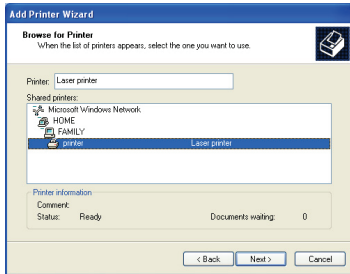 Add Printer Wizard
Browse for Printer
When the list of printers appears, select the one you want to use.
Printer: Laser printer
Shared printers:
Microsoft Windows Network
HOME
FAMILY
printer Laser printer
Printer information
Comment:
Status: Ready Documents waiting: 0
< Back Next > Cancel